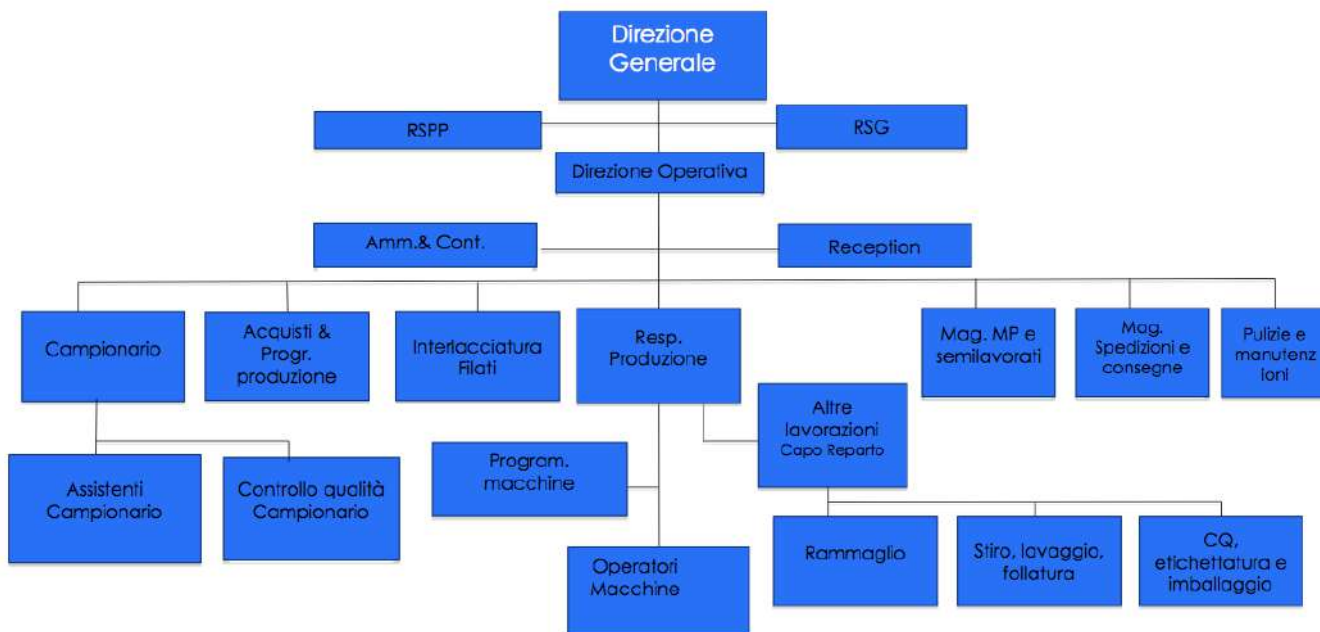 Direzione
Generale
RSPP
RSG
Direzione Operativa
Amm.& Cont.
Reception
Campionario
Acquisti &
Progr.
produzione
Interlacciatura
Filati
Resp.
Produzione
Mag. MP e
semilavorati
Mag.
Spedizioni e
consegne
Pulizie e
manutenz
ioni
Altre
lavorazioni
Capo Reparto
Program.
macchine
Assistenti
Campionario
Controllo qualità
Campionario
Operatori
Macchine
Rammaglio
Stiro, lavaggio,
follatura
CQ,
etichettatura e
imballaggio